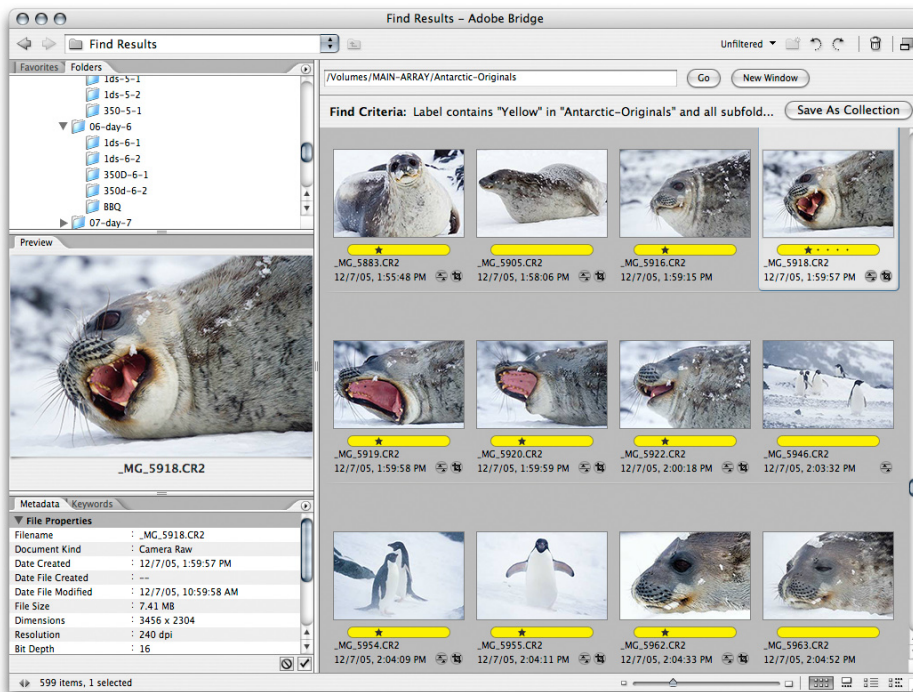 Find Results – Adobe Bridge
Find Results
Unfiltered
Favorites Folders
1ds-5-1
1ds-5-2
350-5-1
06-day-6
1ds-6-1
1ds-6-2
350D-6-1
350d-6-2
BBQ
07-day-7
/Volumes/MAIN-ARRAY/Antarctic-Originals
Go
New Window
Find Criteria: Label contains "Yellow" in "Antarctic-Originals" and all subfold...
Save As Collection
_MG_5883.CR2
12/7/05, 1:55:48 PM
_MG_5905.CR2
12/7/05, 1:58:06 PM
_MG_5916.CR2
12/7/05, 1:59:15 PM
_MG_5918.CR2
12/7/05, 1:59:57 PM
_MG_5919.CR2
12/7/05, 1:59:58 PM
_MG_5920.CR2
12/7/05, 1:59:59 PM
_MG_5922.CR2
12/7/05, 2:00:18 PM
_MG_5946.CR2
12/7/05, 2:03:32 PM
_MG_5954.CR2
12/7/05, 2:04:09 PM
_MG_5955.CR2
12/7/05, 2:04:11 PM
_MG_5962.CR2
12/7/05, 2:04:33 PM
_MG_5963.CR2
12/7/05, 2:04:52 PM
Preview
_MG_5918.CR2
Metadata Keywords
File Properties
Filename : _MG_5918.CR2
Document Kind : Camera Raw
Date Created : 12/7/05, 1:59:57 PM
Date File Created : --
Date File Modified : 12/7/05, 10:59:58 AM
File Size : 7.41 MB
Dimensions : 3456 x 2304
Resolution : 240 dpi
Bit Depth : 16
599 items, 1 selected